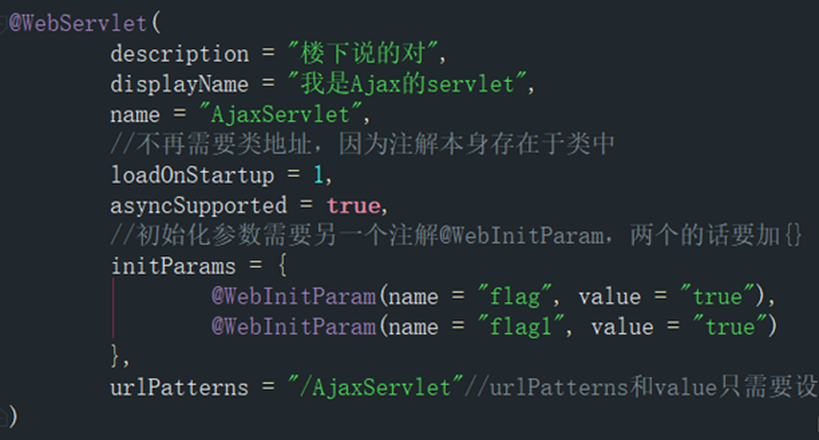 @WebServlet(
description = "楼下说的对",
displayName = "我是Ajax的servlet",
name = "AjaxServlet",
//不再需要类地址，因为注解本身存在于类中
loadOnStartup = 1,
asyncSupported = true,
//初始化参数需要另一个注解@WebInitParam，两个的话要加{}
initParams = {
@WebInitParam(name = "flag", value = "true"),
@WebInitParam(name = "flag1", value = "true")
},
urlPatterns = "/AjaxServlet"//urlPatterns和value只需要设
)